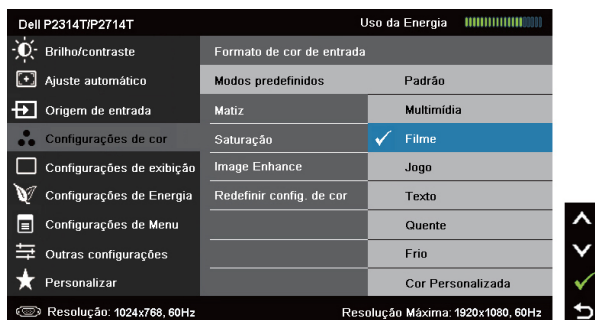 Dell P2314T/P2714T Uso da Energia
Brilho/contraste Formato de cor de entrada
Ajuste automático Modos predefinidos Padrão
Origem de entrada Matiz Multimídia
Configurações de cor Saturação Filme
Configurações de exibição Image Enhance Jogo
Configurações de Energia Redefinir config. de cor Texto
Configurações de Menu Quente
Outras configurações Frio
Personalizar Cor Personalizada
Resolução: 1024x768, 60Hz Resolução Máxima: 1920x1080, 60Hz